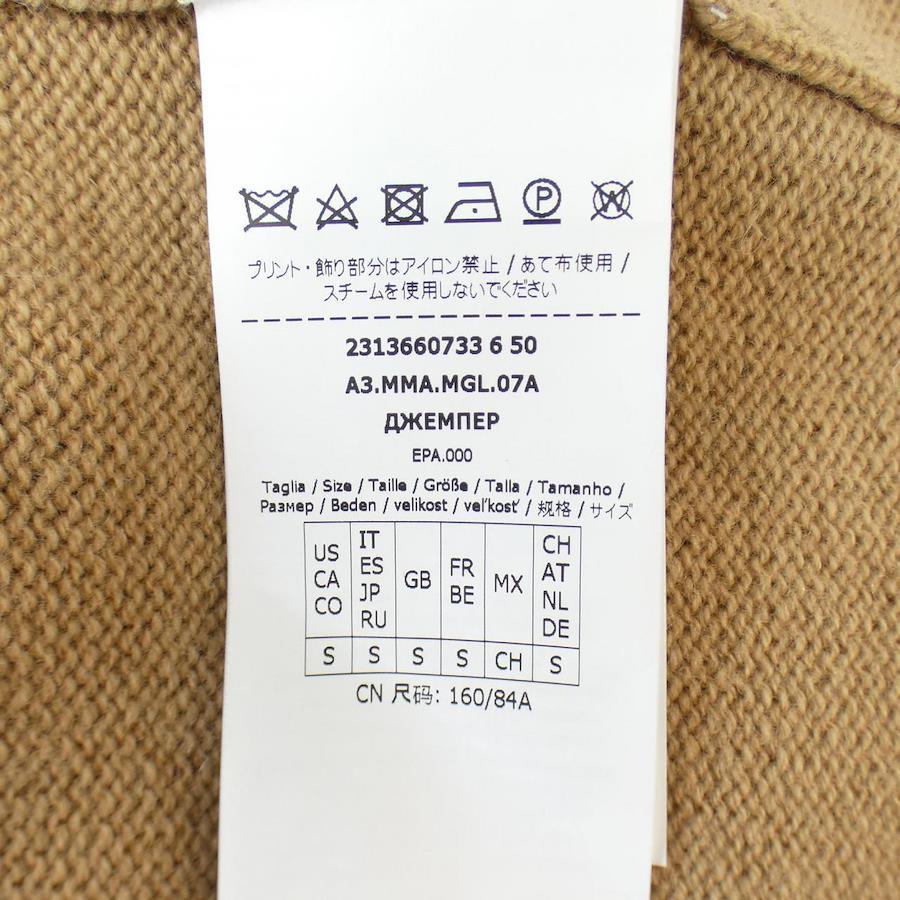 P W
プリント・飾り部分はアイロン禁止 / あて布使用 /
スチームを使用しないでください
2313660733 6 50
A3.MMA.MGL.07A
ДЖЕМПЕР
EPA.000
Taglia / Size / Taille / Größe / Talla / Tamanho /
Размер / Beden / velikost / veľkosť / 规格 / サイズ
US CA CO
IT ES JP RU
GB
FR BE
MX
CH AT NL DE
S S S S CH S
CN 尺码: 160/84A